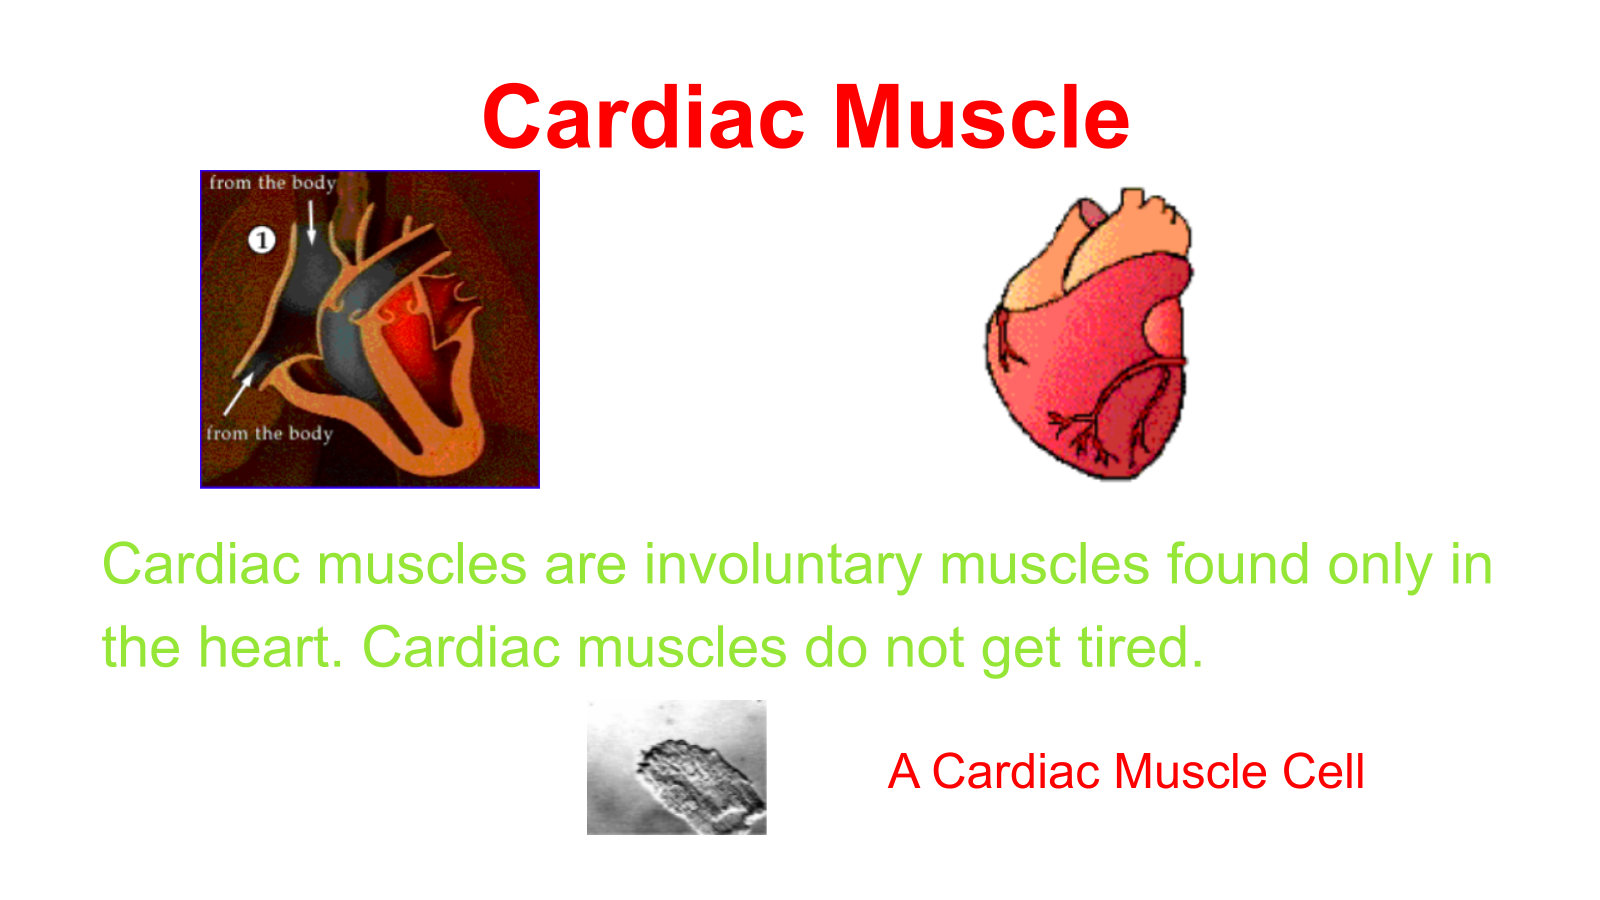 Cardiac Muscle
from the body
1
from the body
Cardiac muscles are involuntary muscles found only in
the heart. Cardiac muscles do not get tired.
A Cardiac Muscle Cell